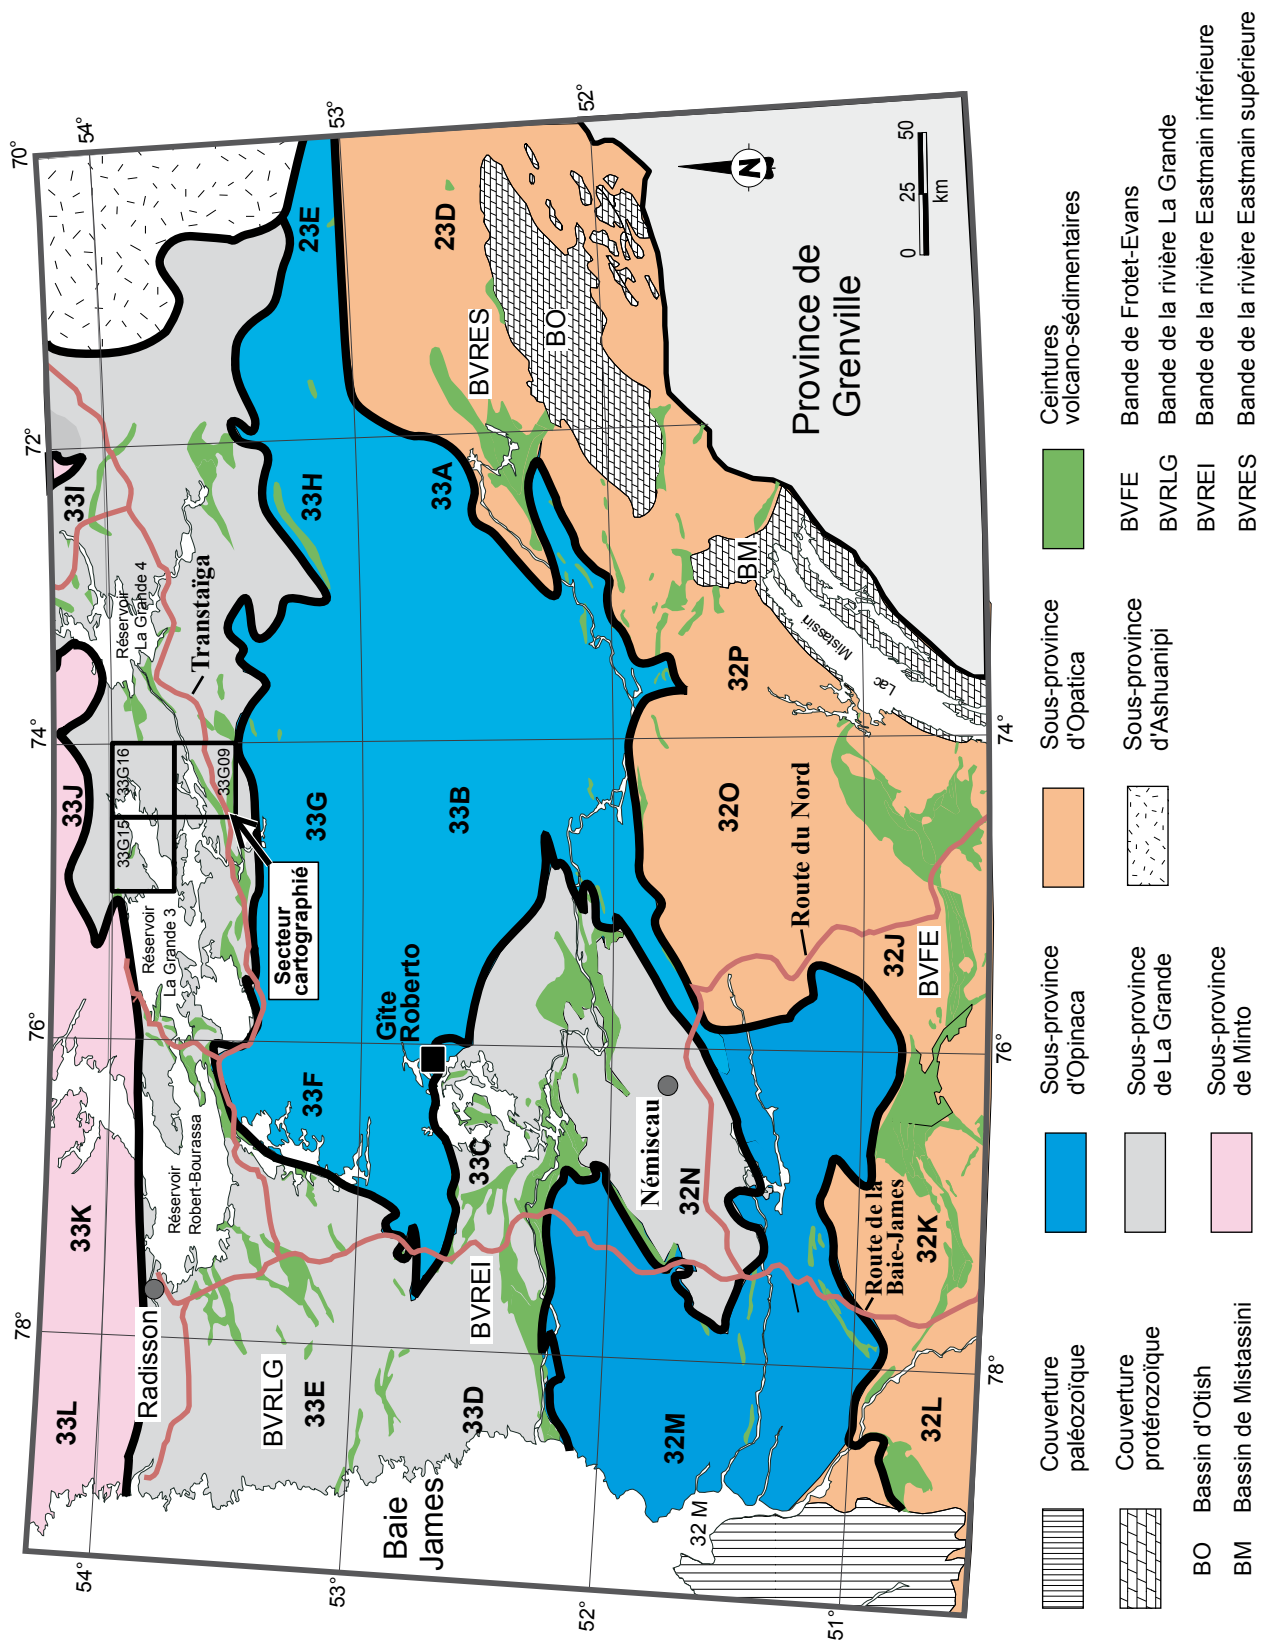 78°
76°
74°
72°
70°
54°
54°
53°
53°
52°
52°
51°
78°
76°
74°
33L
33K
33J
33I
Radisson
Réservoir
Robert-Bourassa
Réservoir
La Grande 3
33G15
33G16
33G09
Réservoir
La Grande 4
Transtaïga
Secteur
cartographié
BVRLG
33E
33F
33G
33H
23E
Baie
James
33D
BVREI
33C
Gîte
Roberto
33B
33A
BVRES
23D
BO
32 M
32M
Némiscau
32N
Route du Nord
32O
32P
BM
Lac
Mistassini
Province de
Grenville
N
0
25
50
km
32L
32K
Route de la
Baie-James
32J
BVFE
Couverture
paléozoïque
Couverture
protérozoïque
BO Bassin d'Otish
BM Bassin de Mistassini
Sous-province
d'Opinaca
Sous-province
de La Grande
Sous-province
de Minto
Sous-province
d'Opatica
Sous-province
d'Ashuanipi
Ceintures
volcano-sédimentaires
BVFE Bande de Frotet-Evans
BVRLG Bande de la rivière La Grande
BVREI Bande de la rivière Eastmain inférieure
BVRES Bande de la rivière Eastmain supérieure